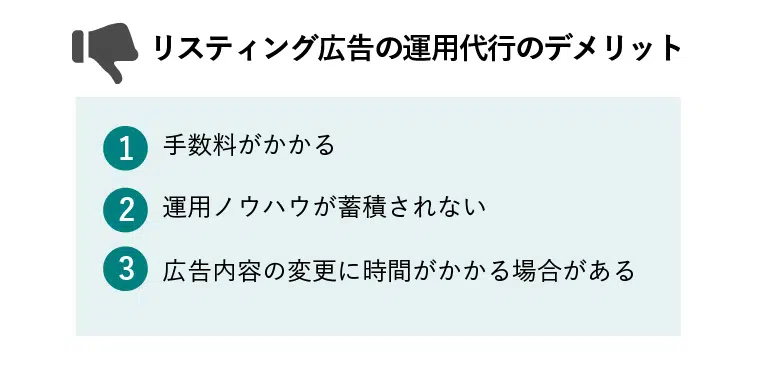 リスティング広告の運用代行のデメリット
1 手数料がかかる
2 運用ノウハウが蓄積されない
3 広告内容の変更に時間がかかる場合がある